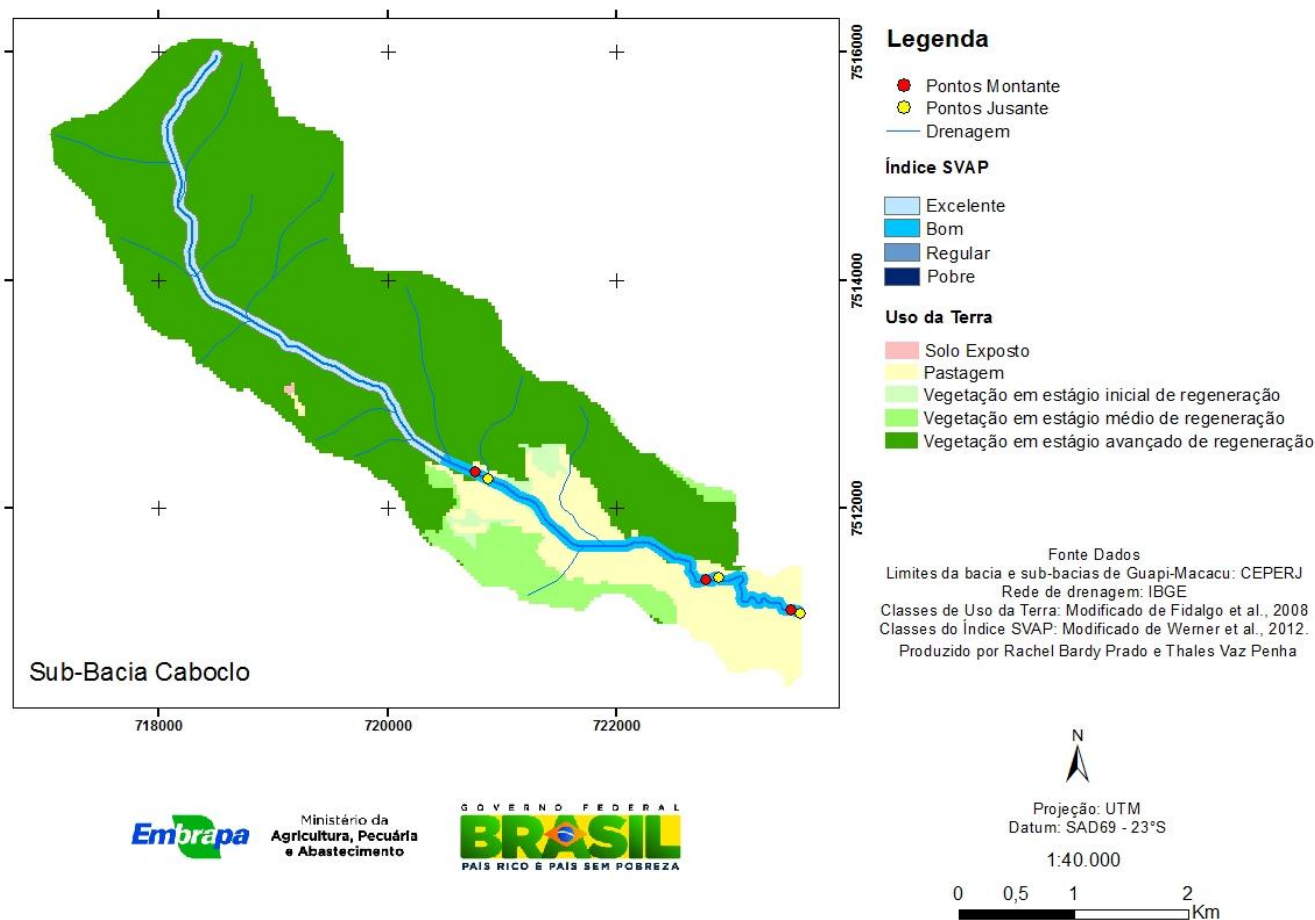 Legenda
Pontos Montante
Pontos Jusante
Drenagem
Índice SVAP
Excelente
Bom
Regular
Pobre
Uso da Terra
Solo Exposto
Pastagem
Vegetação em estágio inicial de regeneração
Vegetação em estágio médio de regeneração
Vegetação em estágio avançado de regeneração
7516000
7514000
7512000
Sub-Bacia Caboclo
718000
720000
722000
Fonte Dados
Limites da bacia e sub-bacias de Guapi-Macacu: CEPERJ
Rede de drenagem: IBGE
Classes de Uso da Terra: Modificado de Fidalgo et al., 2008
Classes do Índice SVAP: Modificado de Werner et al., 2012.
Produzido por Rachel Bardy Prado e Thales Vaz Penha
N
Projeção: UTM
Datum: SAD69 - 23°S
1:40.000
0 0,5 1 2
Km
Embrapa
Ministério da
Agricultura, Pecuária
e Abastecimento
GOVERNO FEDERAL
BRASIL
PAÍS RICO É PAÍS SEM POBREZA